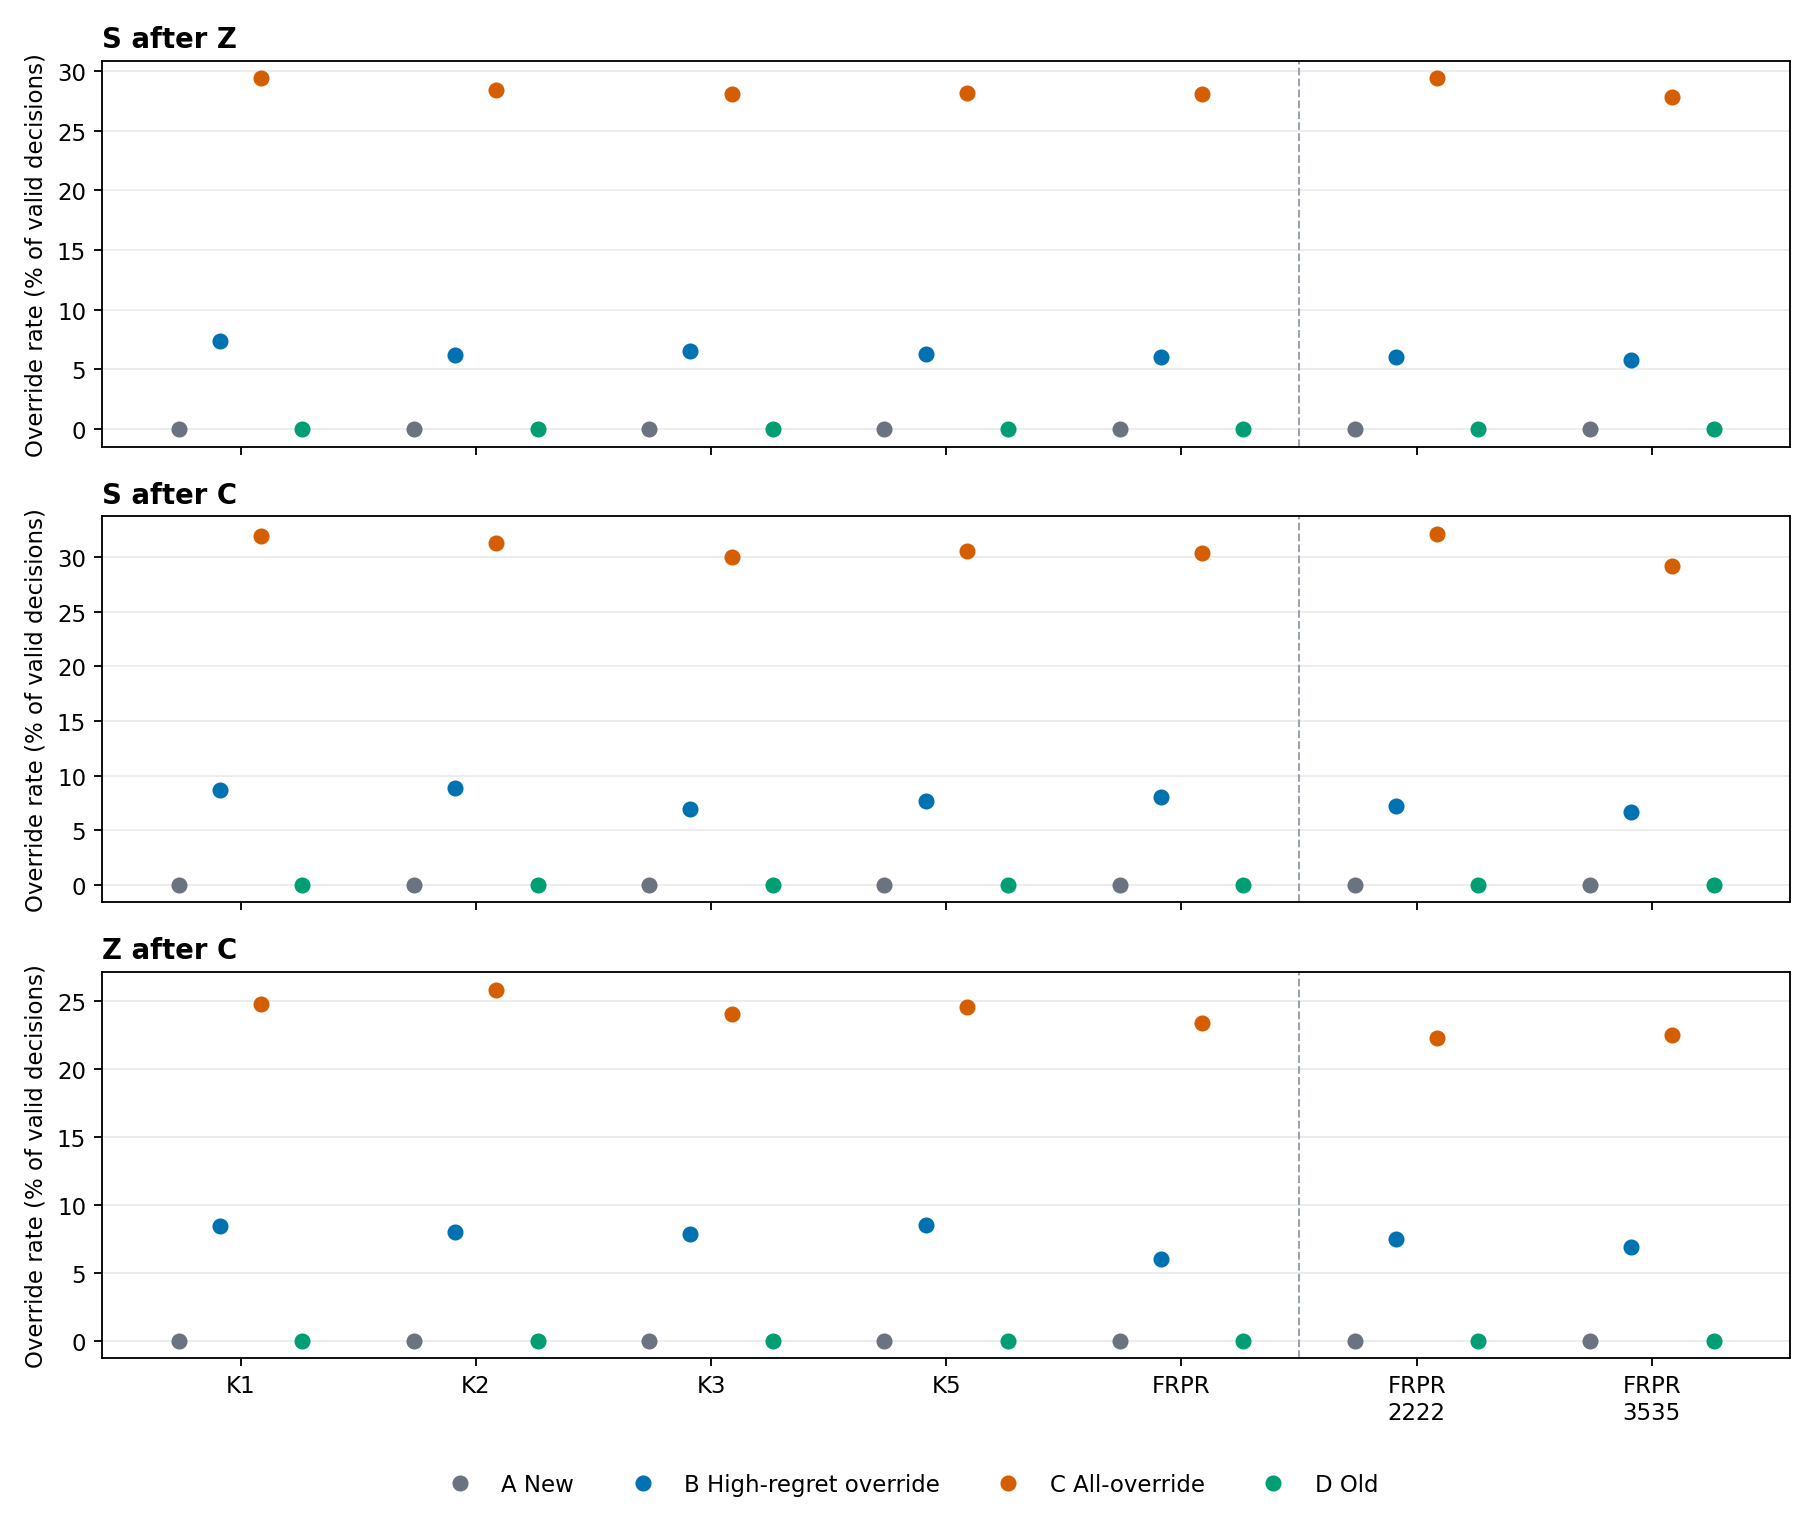 S after Z
Override rate (% of valid decisions)
30
25
20
15
10
5
0
S after C
Override rate (% of valid decisions)
30
25
20
15
10
5
0
Z after C
Override rate (% of valid decisions)
25
20
15
10
5
0
K1 K2 K3 K5 FRPR FRPR FRPR
2222 3535
A New B High-regret override C All-override D Old